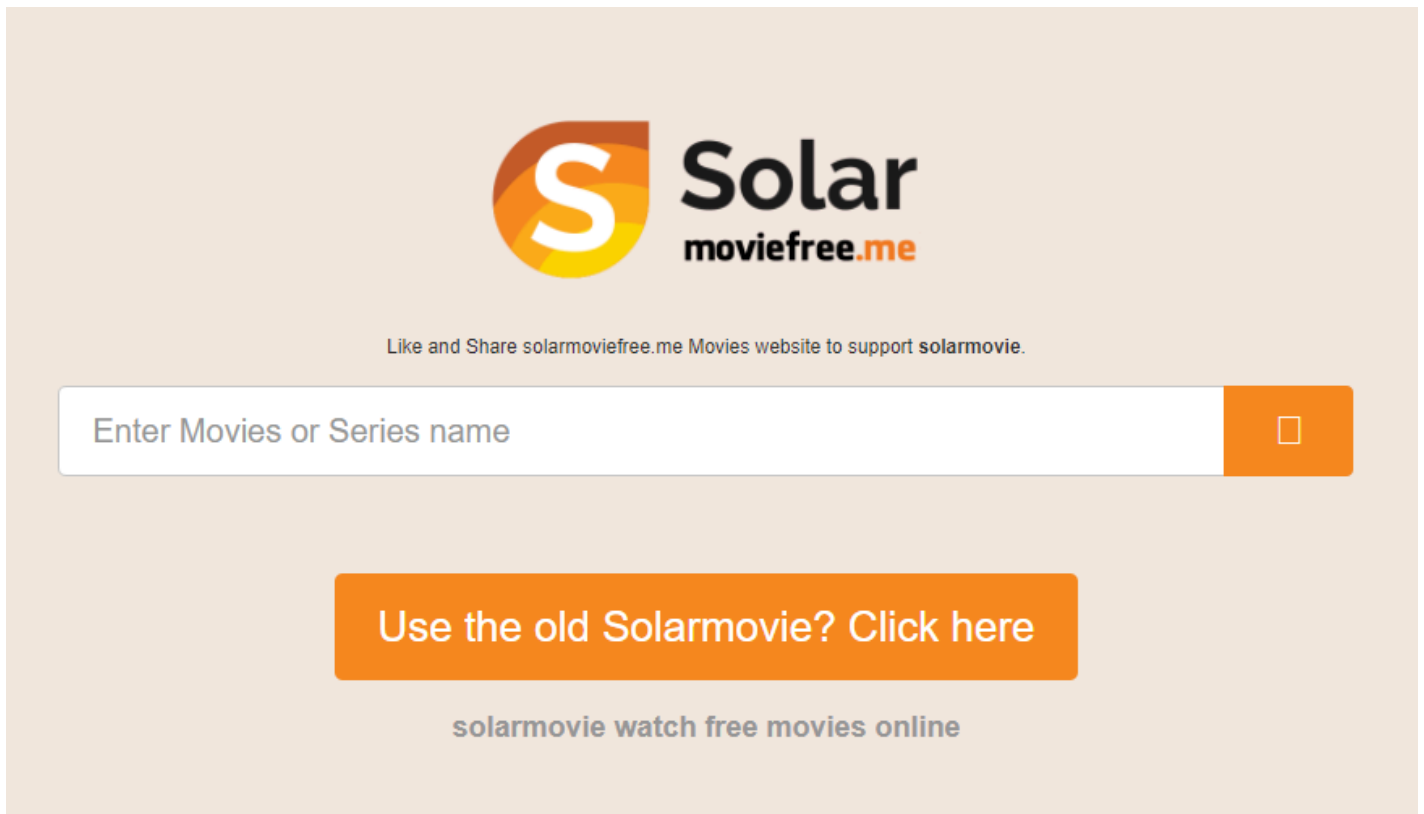 S
Solar
moviefree.me
Like and Share solarmoviefree.me Movies website to support solarmovie.
Enter Movies or Series name
Use the old Solarmovie? Click here
solarmovie watch free movies online